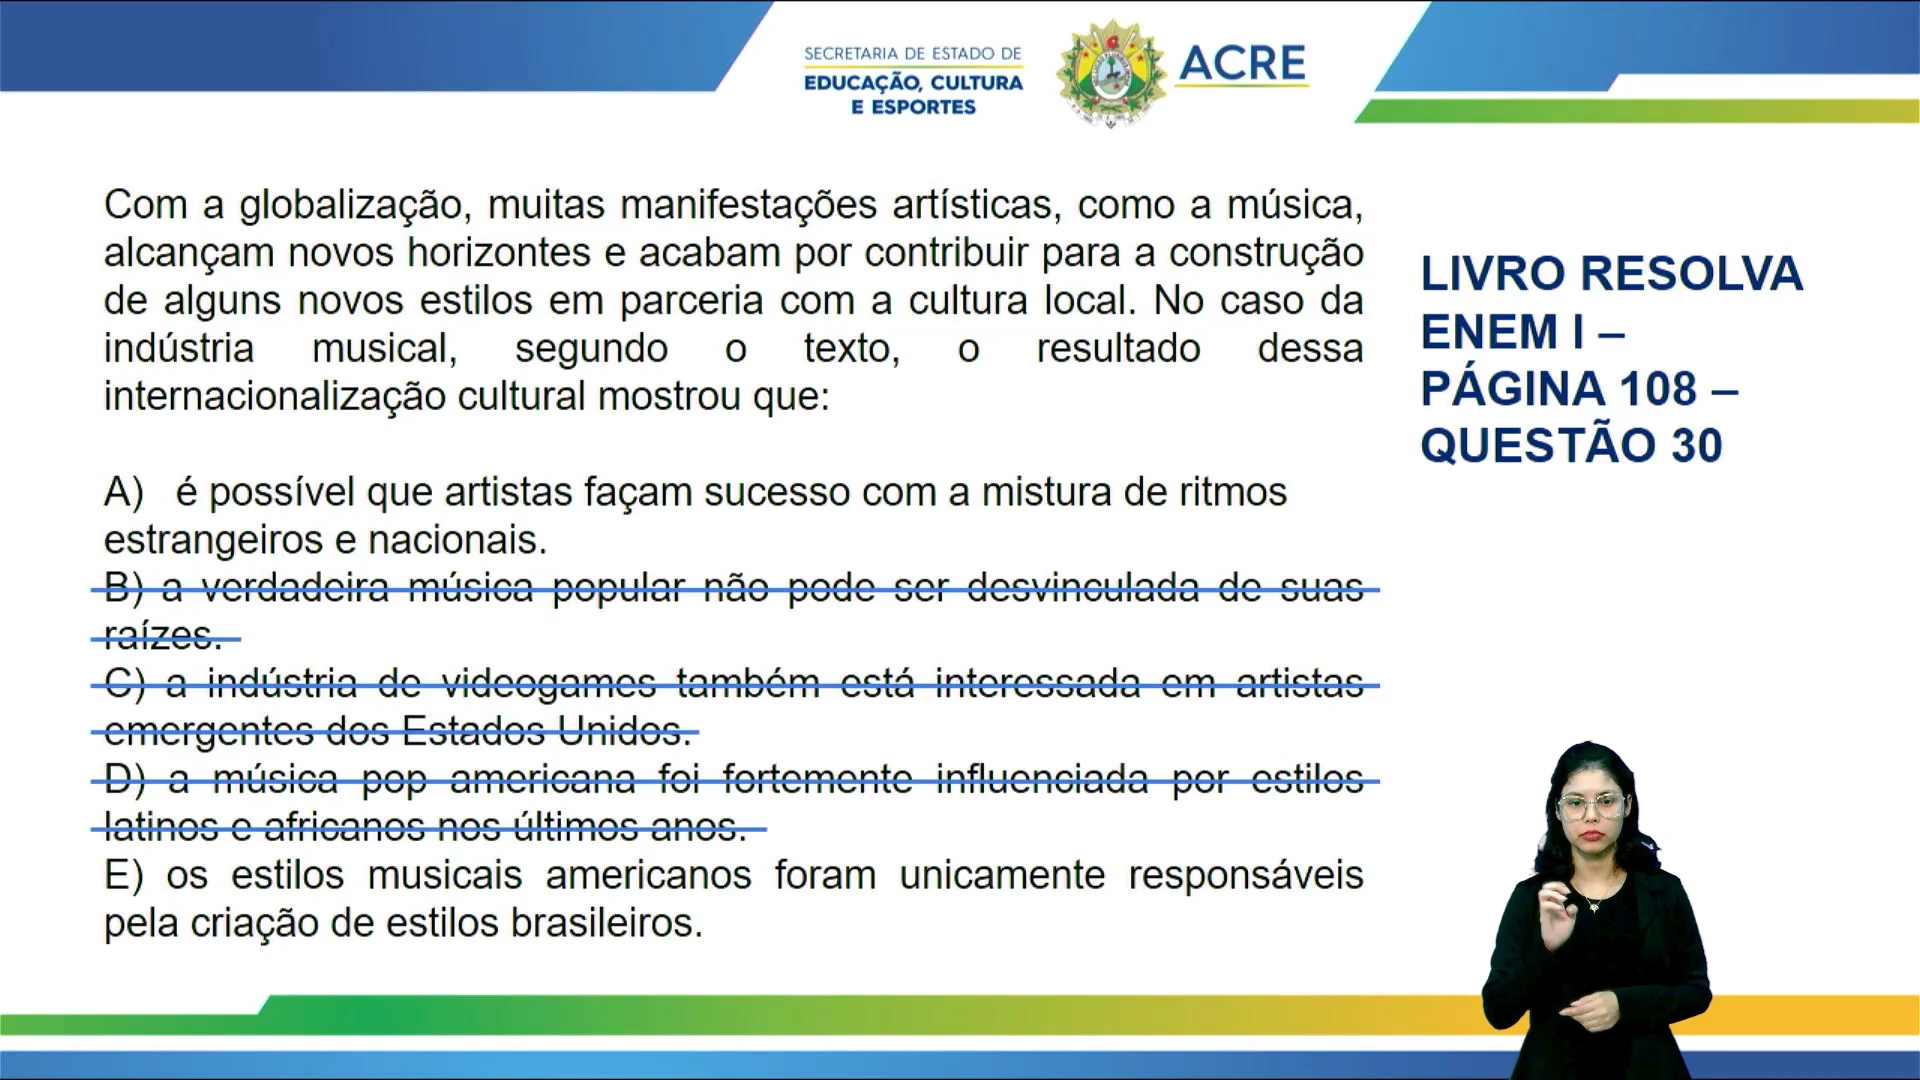 SECRETARIA DE ESTADO DE
EDUCAÇÃO, CULTURA
E ESPORTES
ACRE
Com a globalização, muitas manifestações artísticas, como a música,
alcançam novos horizontes e acabam por contribuir para a construção
de alguns novos estilos em parceria com a cultura local. No caso da
indústria musical, segundo o texto, o resultado dessa
internacionalização cultural mostrou que:
A) é possível que artistas façam sucesso com a mistura de ritmos
estrangeiros e nacionais.
B) a verdadeira música popular não pode ser desvinculada de suas
raízes.
C) a indústria de videogames também está interessada em artistas
emergentes dos Estados Unidos.
D) a música pop americana foi fortemente influenciada por estilos
latinos e africanos nos últimos anos.
E) os estilos musicais americanos foram unicamente responsáveis
pela criação de estilos brasileiros.
LIVRO RESOLVA
ENEM I –
PÁGINA 108 –
QUESTÃO 30